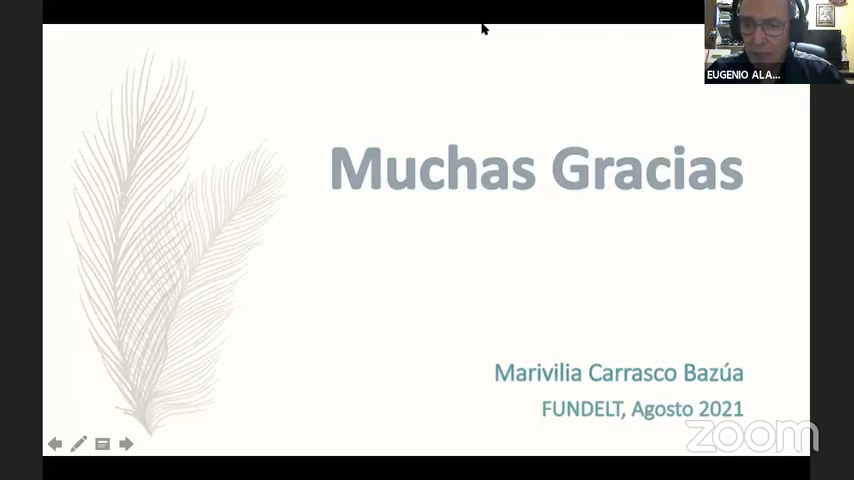 EUGENIO ALA...
Muchas Gracias
Marivilia Carrasco Bazúa
FUNDELT, Agosto 2021
zoom